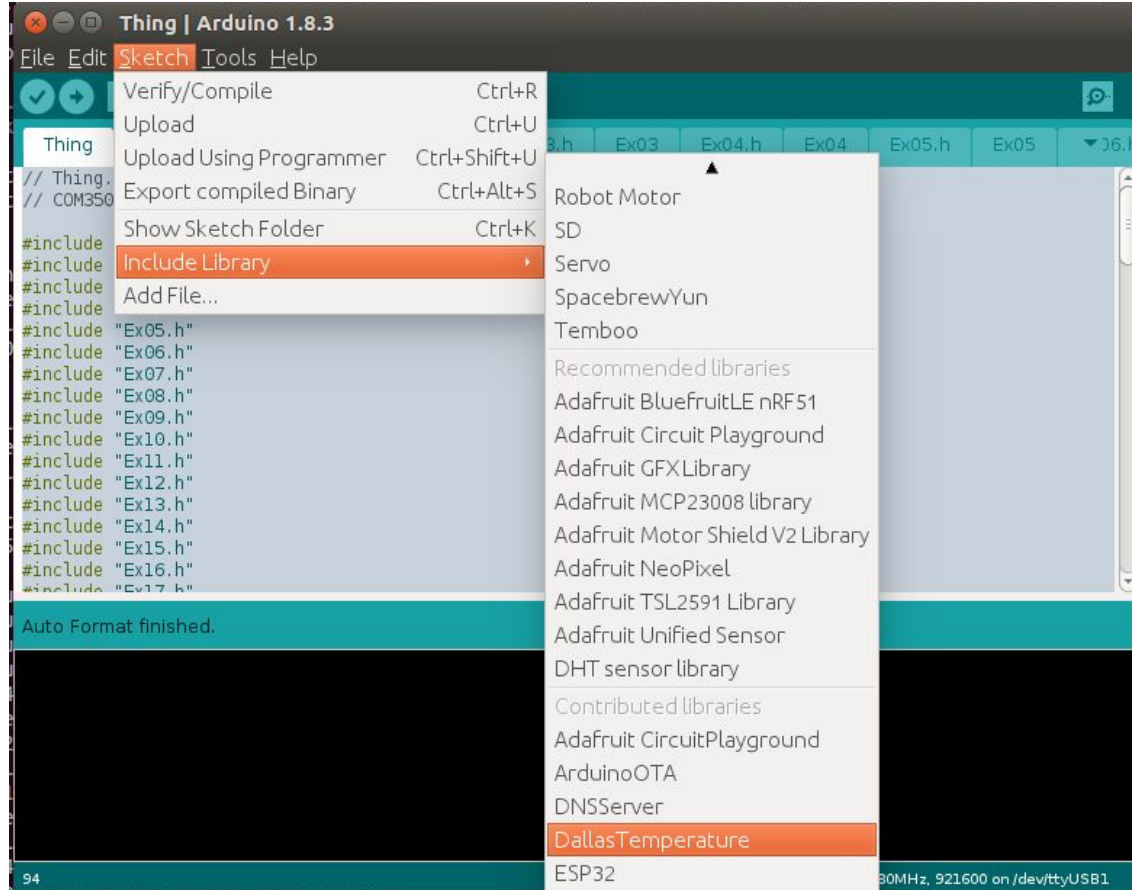 Thing | Arduino 1.8.3
File Edit Sketch Tools Help
Verify/Compile Ctrl+R
Upload Ctrl+U
Upload Using Programmer Ctrl+Shift+U
Export compiled Binary Ctrl+Alt+S
Show Sketch Folder Ctrl+K
Include Library
Add File...
Thing 3.h Ex03 Ex04.h Ex04 Ex05.h Ex05 06.h
// Thing.
// COM350
#include
#include
#include
#include
#include "Ex05.h"
#include "Ex06.h"
#include "Ex07.h"
#include "Ex08.h"
#include "Ex09.h"
#include "Ex10.h"
#include "Ex11.h"
#include "Ex12.h"
#include "Ex13.h"
#include "Ex14.h"
#include "Ex15.h"
#include "Ex16.h"
#include "Ex17.h"
Robot Motor
SD
Servo
SpacebrewYun
Temboo
Recommended libraries
Adafruit BluefruitLE nRF51
Adafruit Circuit Playground
Adafruit GFX Library
Adafruit MCP23008 library
Adafruit Motor Shield V2 Library
Adafruit NeoPixel
Adafruit TSL2591 Library
Adafruit Unified Sensor
DHT sensor library
Contributed libraries
Adafruit CircuitPlayground
ArduinoOTA
DNSServer
DallasTemperature
ESP32
Auto Format finished.
94 80MHz, 921600 on /dev/ttyUSB1